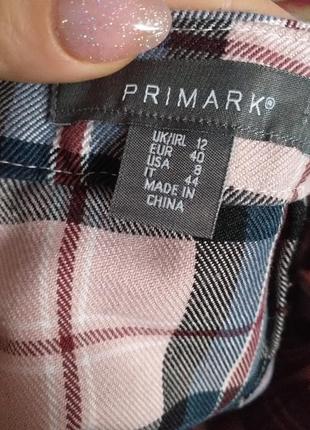 PRIMARK®
UK/IRL 12
EUR 40
USA 8
IT 44
MADE IN
CHINA